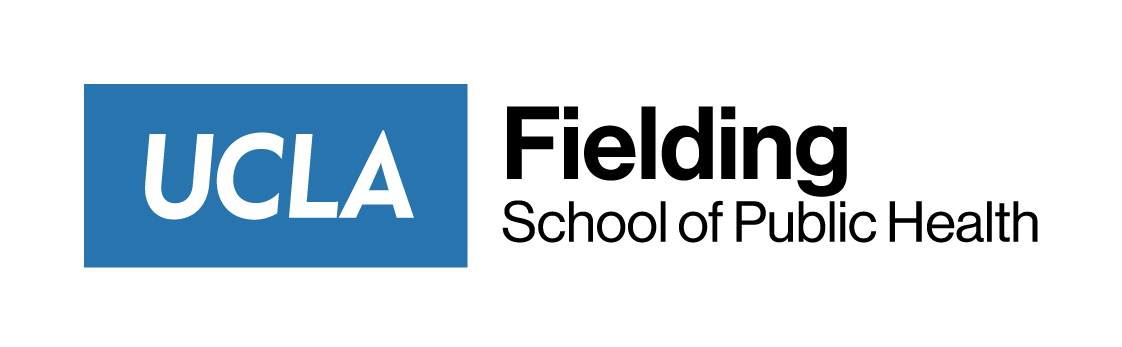 UCLA
Fielding
School of Public Health